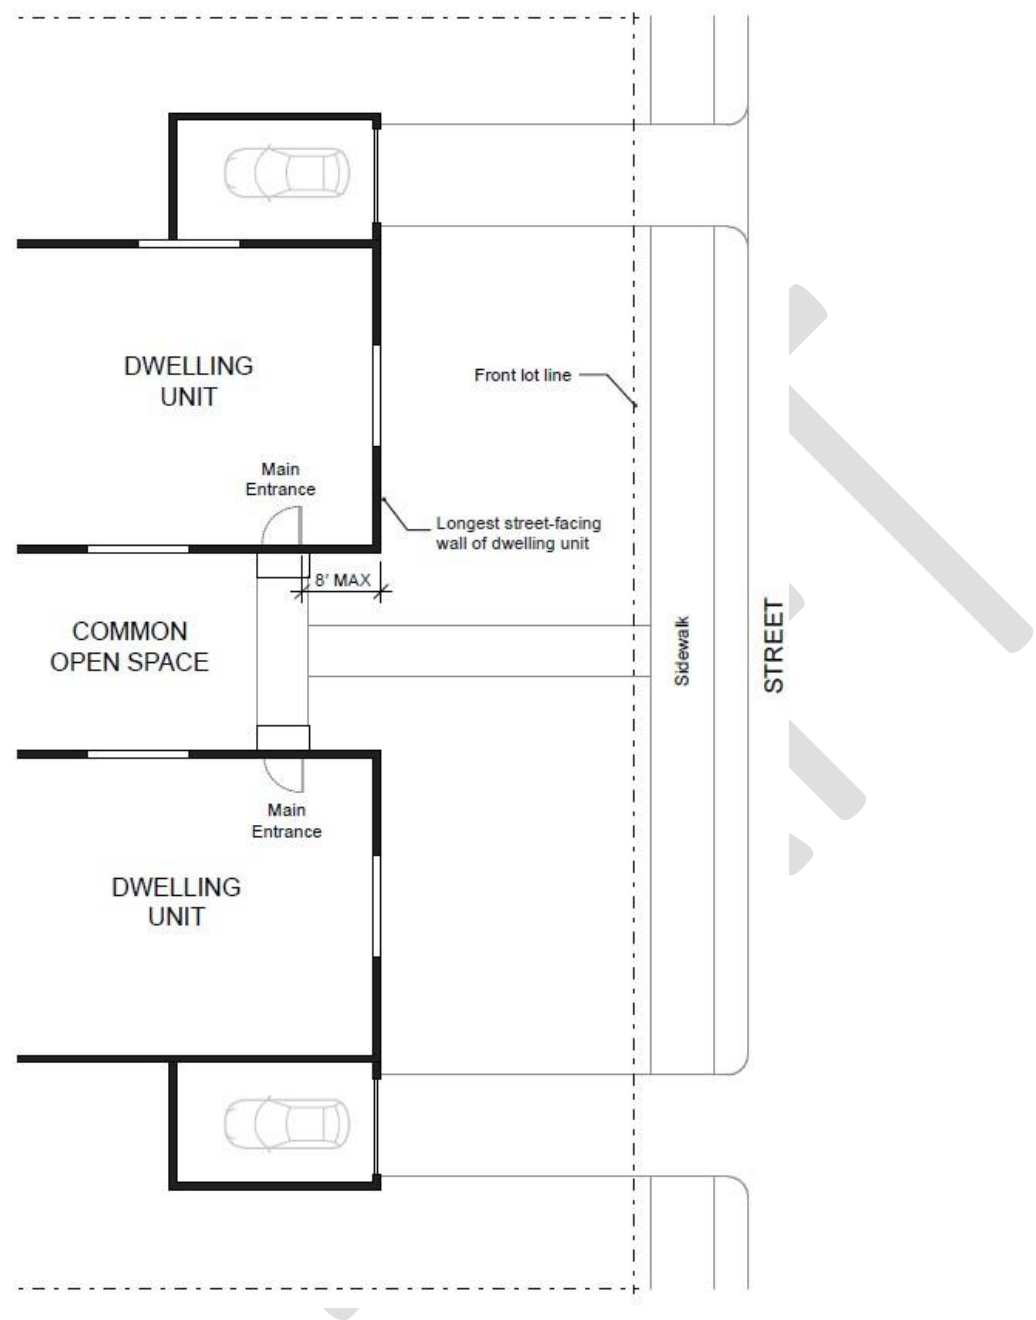 DWELLING
UNIT
Front lot line
Main
Entrance
Longest street-facing
wall of dwelling unit
8' MAX
COMMON
OPEN SPACE
Sidewalk
STREET
Main
Entrance
DWELLING
UNIT